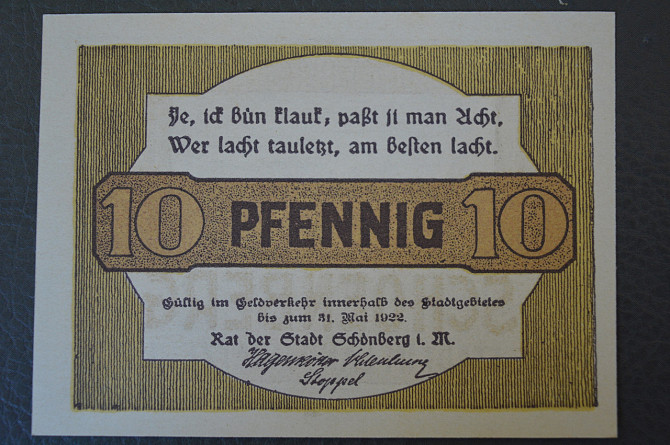 Je, ick bün klauk; paßt ji man Acht,
Wer lacht tauletzt, am besten lacht.
10 PFENNIG 10
Gültig im Geldverkehr innerhalb des Stadtgebietes
bis zum 31. Mai 1922.
Rat der Stadt Schönberg i. M.
Stoppel